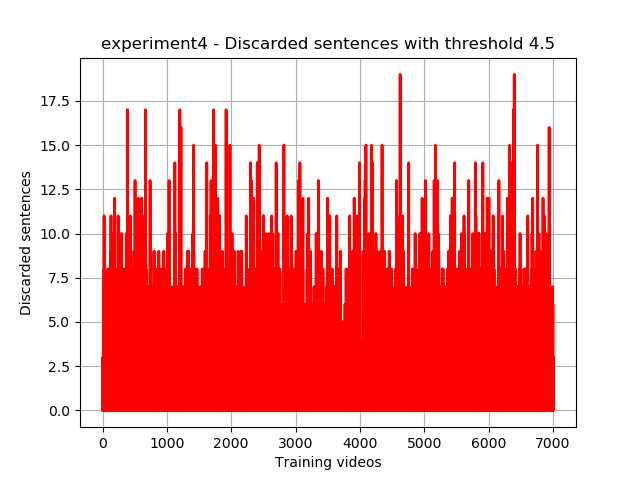 experiment4 - Discarded sentences with threshold 4.5
17.5
15.0
12.5
10.0
7.5
5.0
2.5
0.0
Discarded sentences
0 1000 2000 3000 4000 5000 6000 7000
Training videos